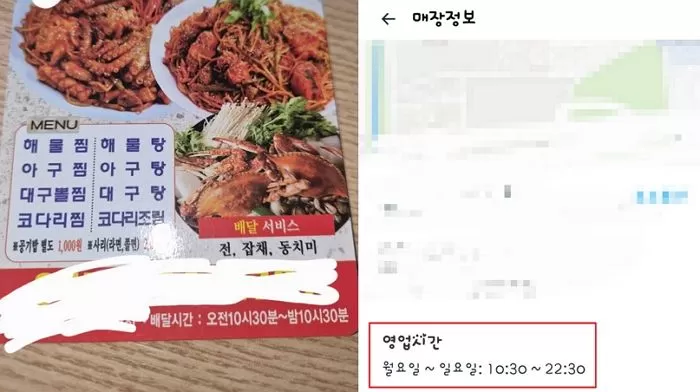 MENU
해물찜 해물탕
아구찜 아구탕
대구뽈찜 대구탕
코다리찜 코다리조림
※공기밥 별도 1,000원 ※사리(라면,쫄면)
배달 서비스
전, 잡채, 동치미
배달시간 : 오전10시30분~밤10시30분
← 매장정보
영업시간
월요일 ~ 일요일: 10:30 ~ 22:30